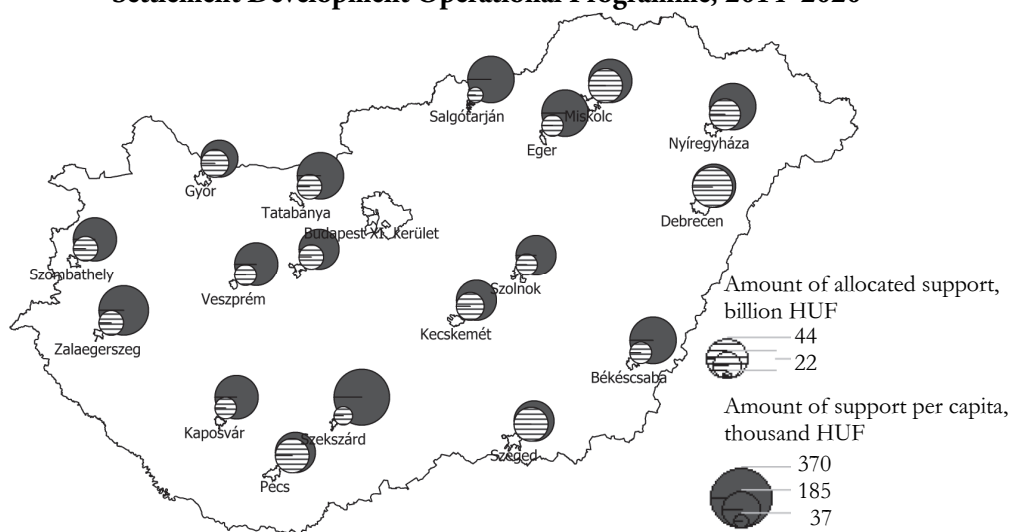 Settlement Development Operational Programme, 2014–2020
Salgótarján
Miskolc
Eger
Nyíregyháza
Győr
Tatabánya
Debrecen
Budapest XI. kerület
Szombathely
Veszprém
Szolnok
Kecskemét
Zalaegerszeg
Békéscsaba
Kaposvár
Szekszárd
Szeged
Pécs
Amount of allocated support,
billion HUF
44
22
Amount of support per capita,
thousand HUF
370
185
37